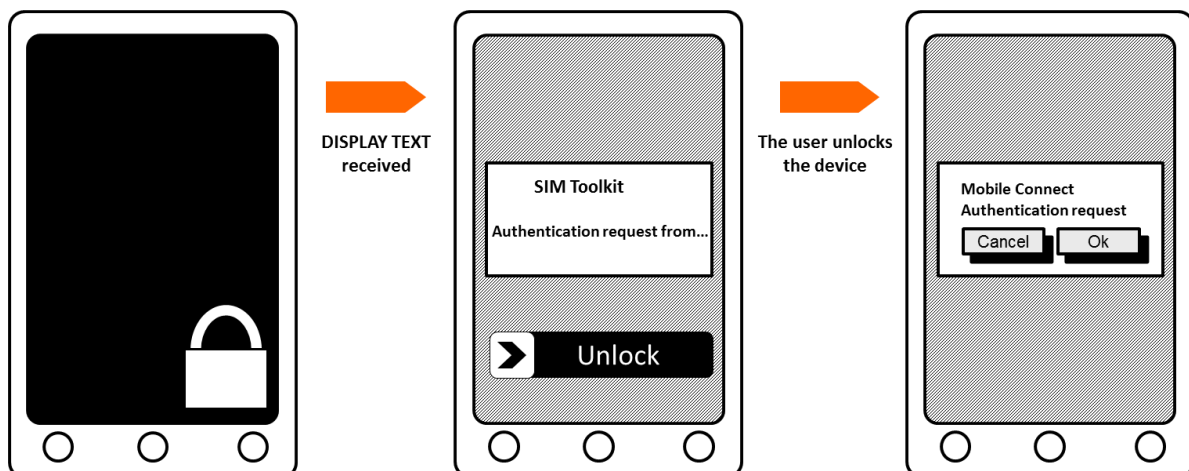 DISPLAY TEXT
received
SIM Toolkit
Authentication request from...
Unlock
The user unlocks
the device
Mobile Connect
Authentication request
Cancel
Ok